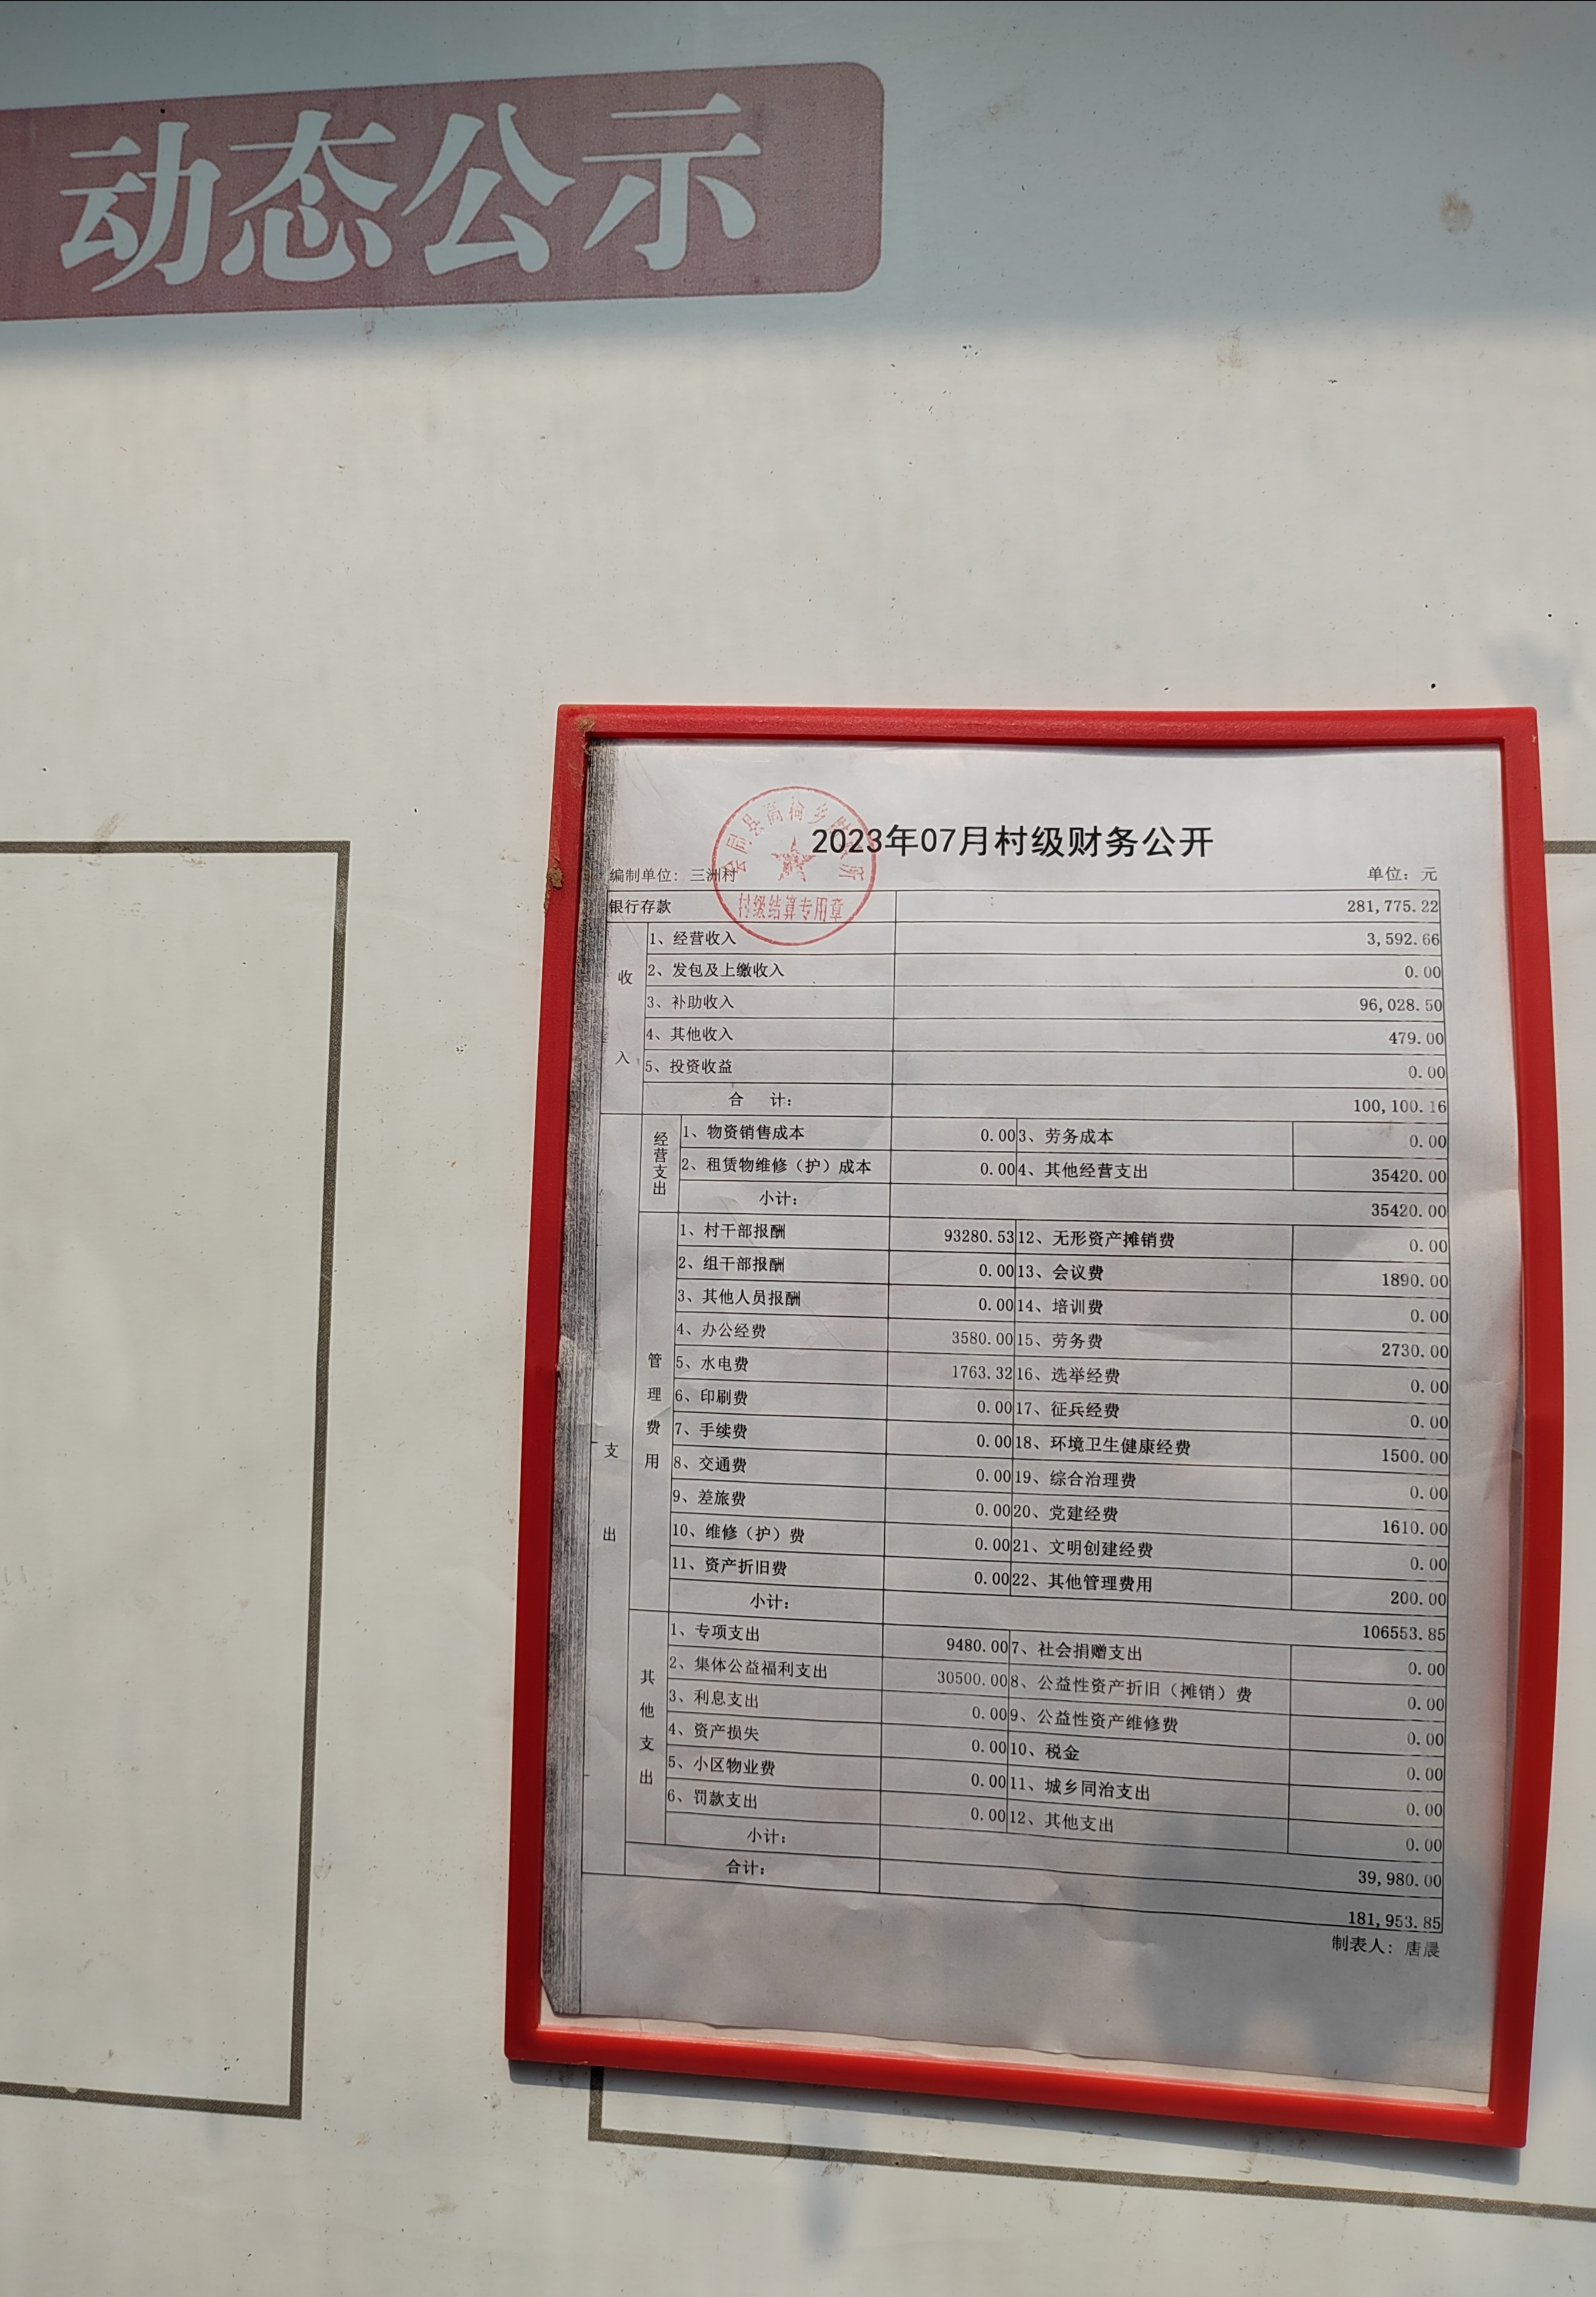 动态公示
2023年07月村级财务公开
编制单位：三洲村 单位：元
村级结算专用章
银行存款 281,775.22
收入
1、经营收入 3,592.66
2、发包及上缴收入 0.00
3、补助收入 96,028.50
4、其他收入 479.00
5、投资收益 0.00
合 计： 100,100.16
支出
经营支出
1、物资销售成本 0.00 3、劳务成本 0.00
2、租赁物维修（护）成本 0.00 4、其他经营支出 35420.00
小计： 35420.00
管理费用
1、村干部报酬 93280.53 12、无形资产摊销费 0.00
2、组干部报酬 0.00 13、会议费 1890.00
3、其他人员报酬 0.00 14、培训费 0.00
4、办公经费 3580.00 15、劳务费 2730.00
5、水电费 1763.32 16、选举经费 0.00
6、印刷费 0.00 17、征兵经费 0.00
7、手续费 0.00 18、环境卫生健康经费 1500.00
8、交通费 0.00 19、综合治理费 0.00
9、差旅费 0.00 20、党建经费 1610.00
10、维修（护）费 0.00 21、文明创建经费 0.00
11、资产折旧费 0.00 22、其他管理费用 200.00
小计： 106553.85
其他支出
1、专项支出 9480.00 7、社会捐赠支出 0.00
2、集体公益福利支出 30500.00 8、公益性资产折旧（摊销）费 0.00
3、利息支出 0.00 9、公益性资产维修费 0.00
4、资产损失 0.00 10、税金 0.00
5、小区物业费 0.00 11、城乡同治支出 0.00
6、罚款支出 0.00 12、其他支出 0.00
小计： 39,980.00
合计： 181,953.85
制表人：唐晨